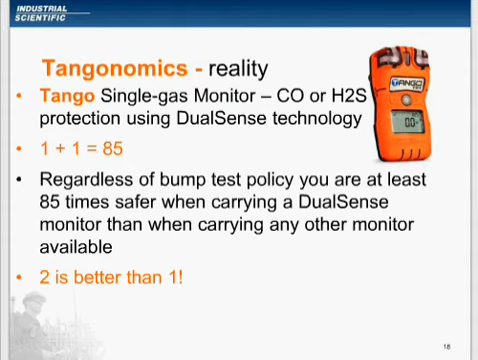 INDUSTRIAL
SCIENTIFIC
Tangonomics - reality
• Tango Single-gas Monitor – CO or H2S
protection using DualSense technology
• 1 + 1 = 85
• Regardless of bump test policy you are at least
85 times safer when carrying a DualSense
monitor than when carrying any other monitor
available
• 2 is better than 1!
TANGO
18